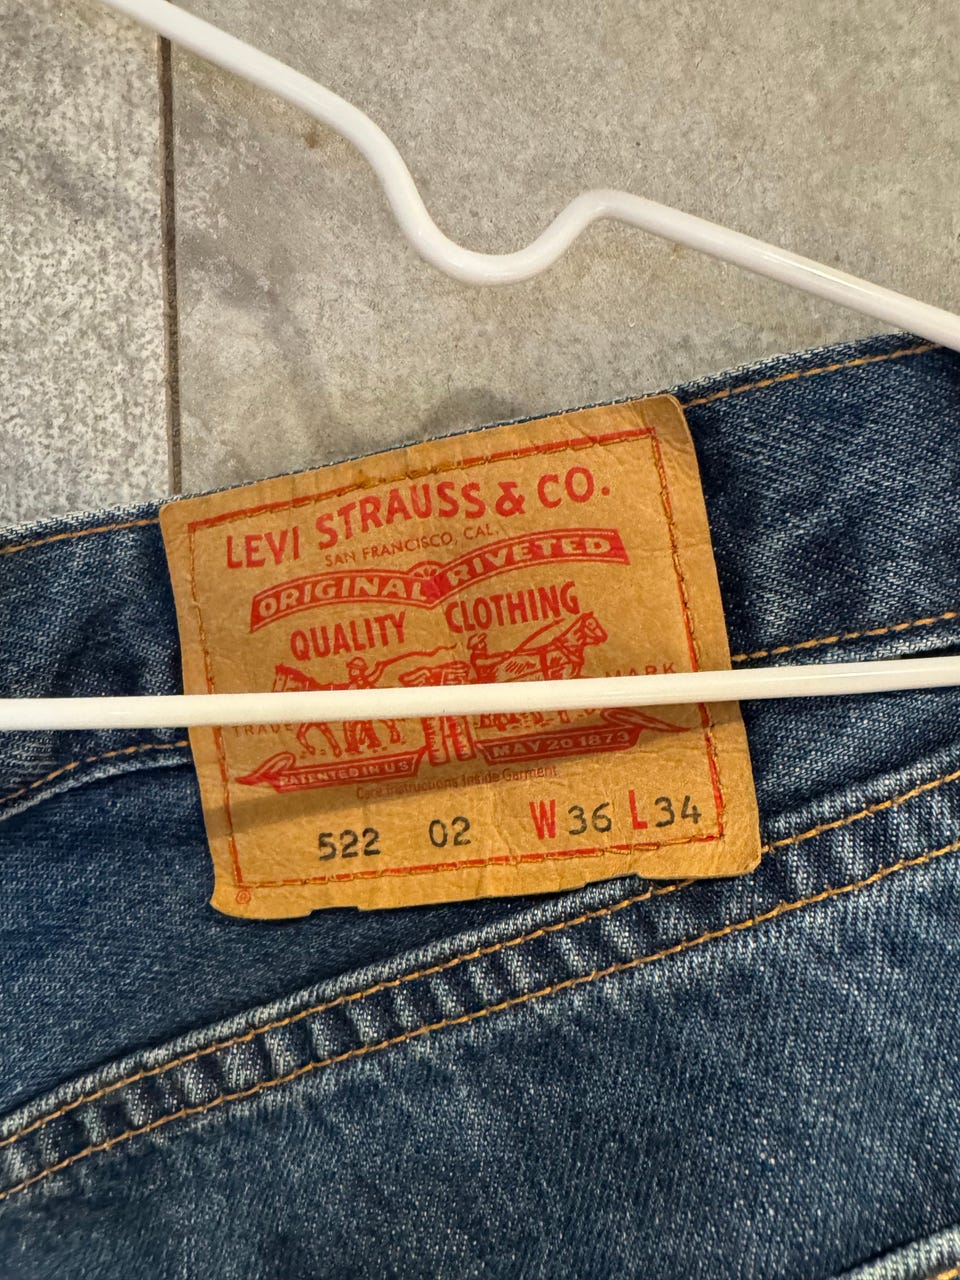 LEVI STRAUSS & CO.
SAN FRANCISCO, CAL.
ORIGINAL RIVETED
QUALITY CLOTHING
TRADE MARK
PATENTED IN U S MAY 20 1873
Care Instructions Inside Garment
522 02 W 36 L 34
®